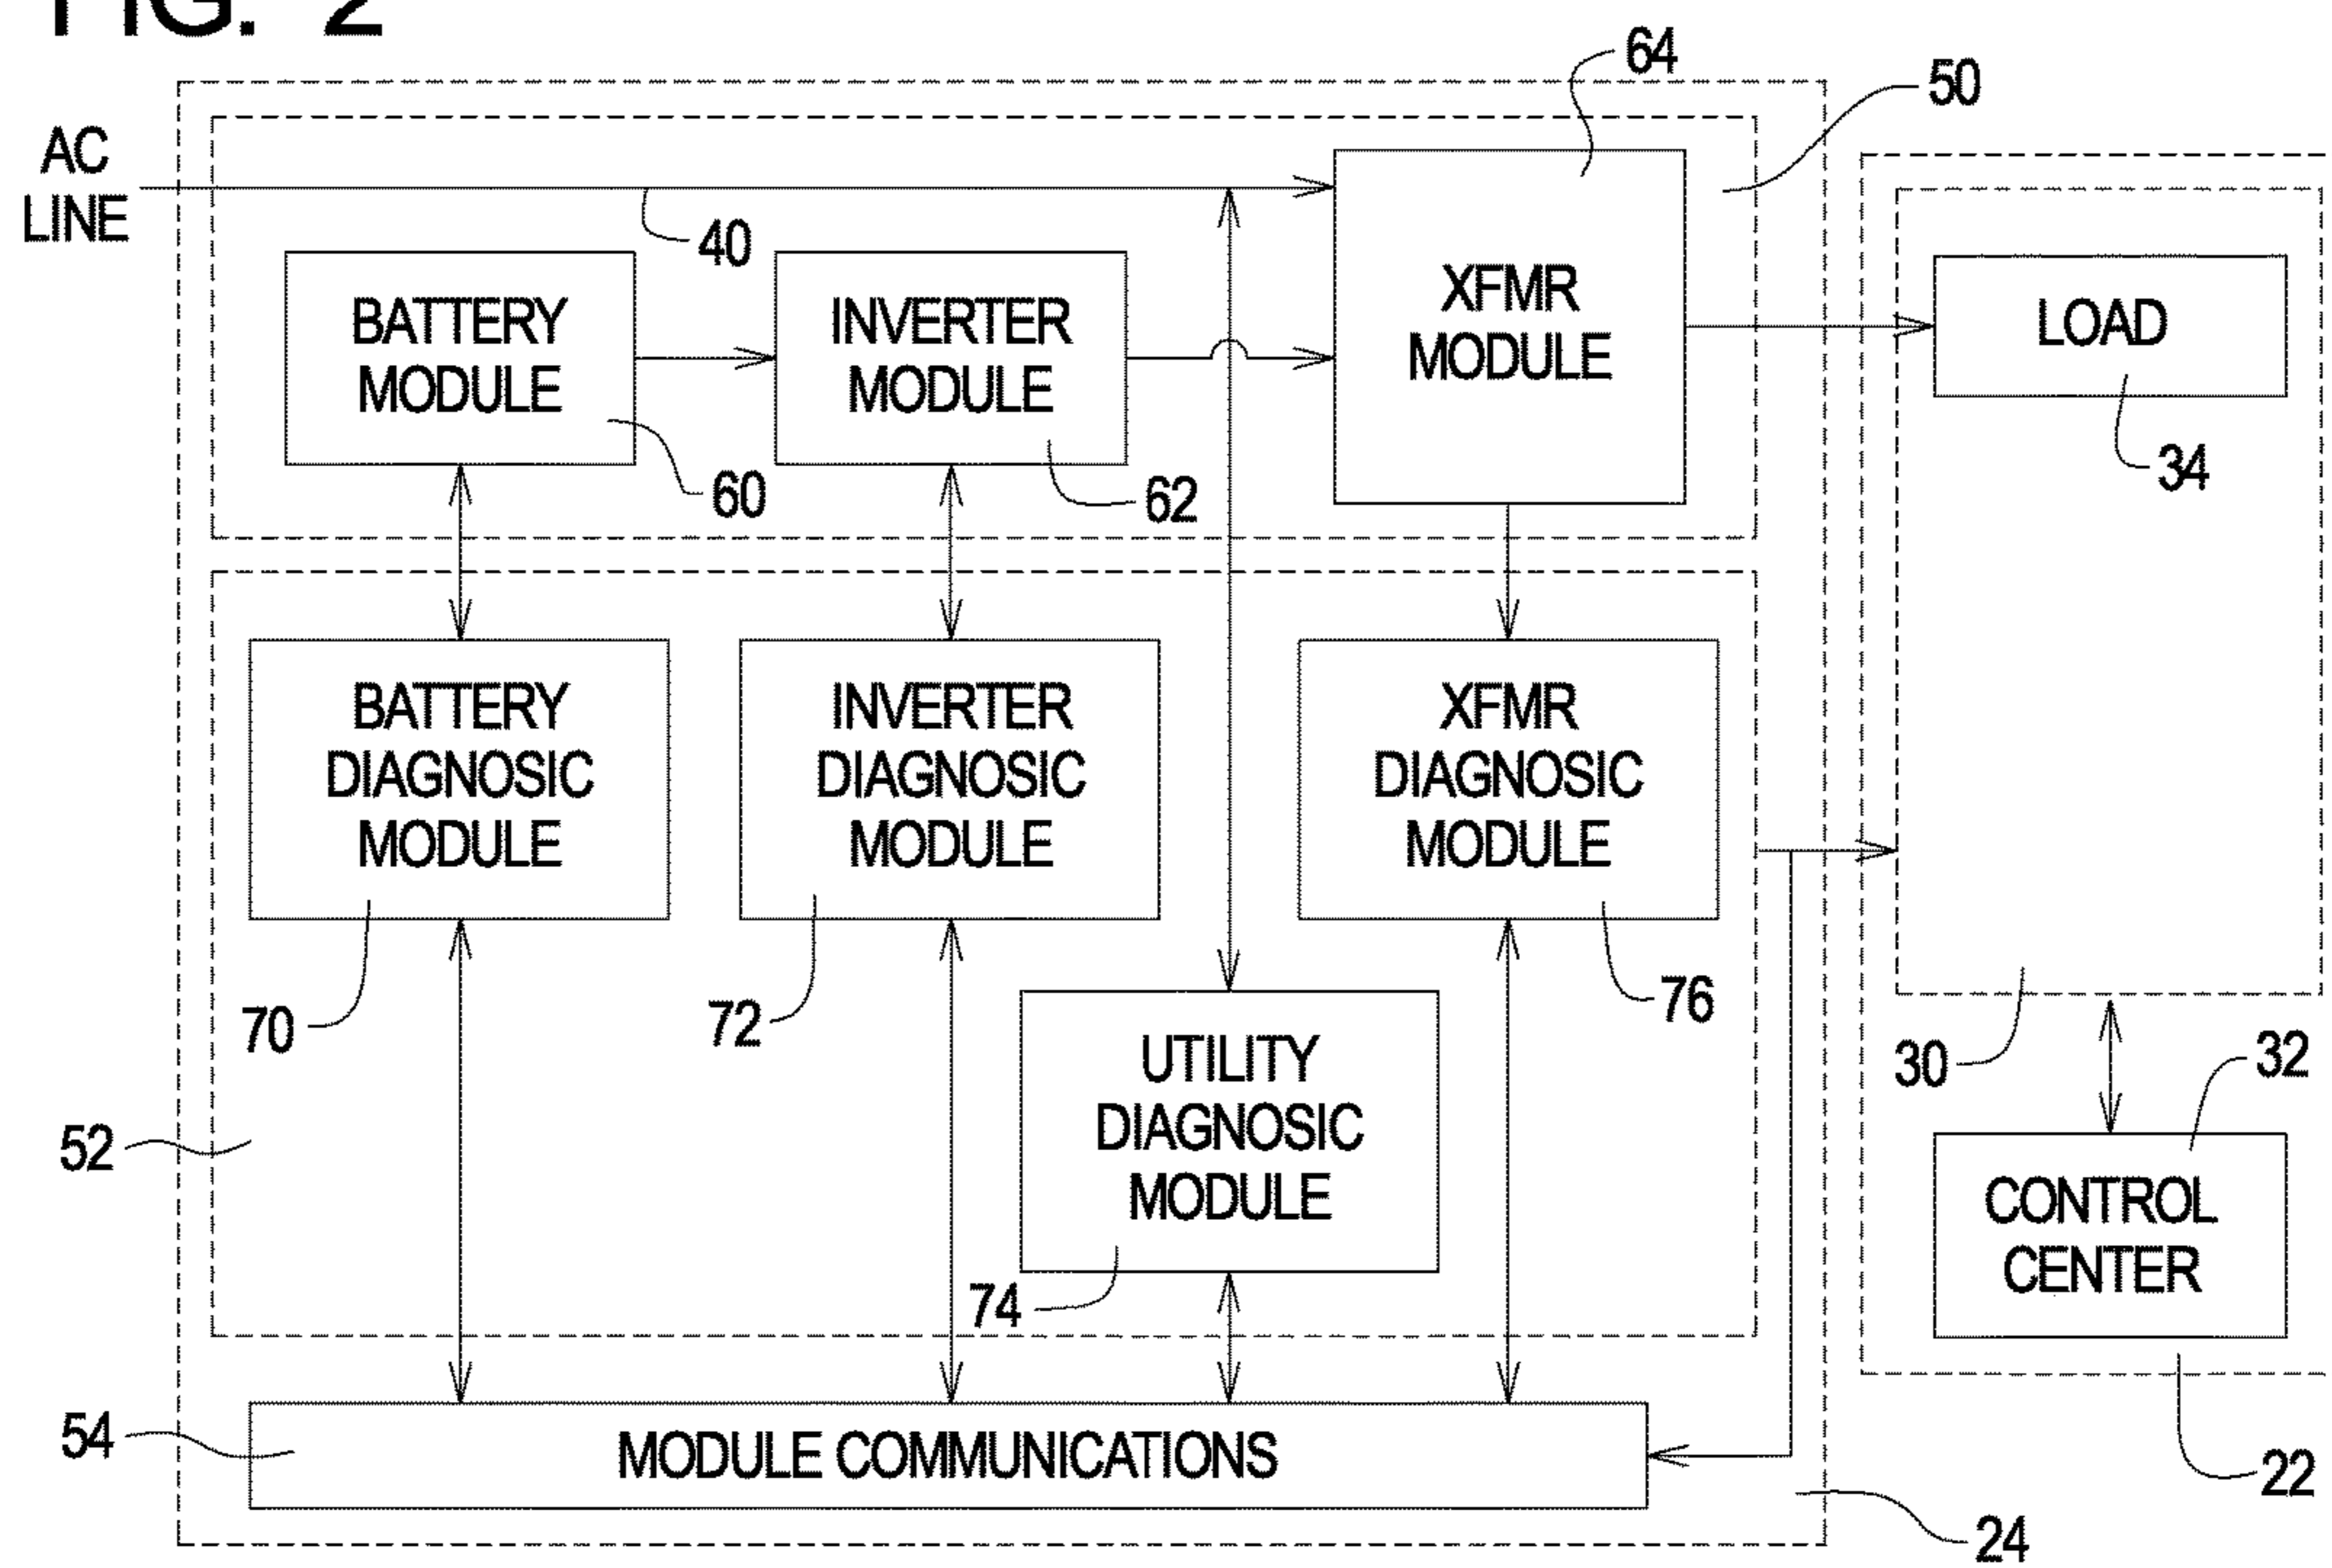 FIG. 2
64
50
AC
LINE
40
BATTERY
MODULE
INVERTER
MODULE
XFMR
MODULE
LOAD
60
62
34
BATTERY
DIAGNOSIC
MODULE
INVERTER
DIAGNOSIC
MODULE
XFMR
DIAGNOSIC
MODULE
70
72
76
UTILITY
DIAGNOSIC
MODULE
30
32
52
74
CONTROL
CENTER
54
MODULE COMMUNICATIONS
22
24